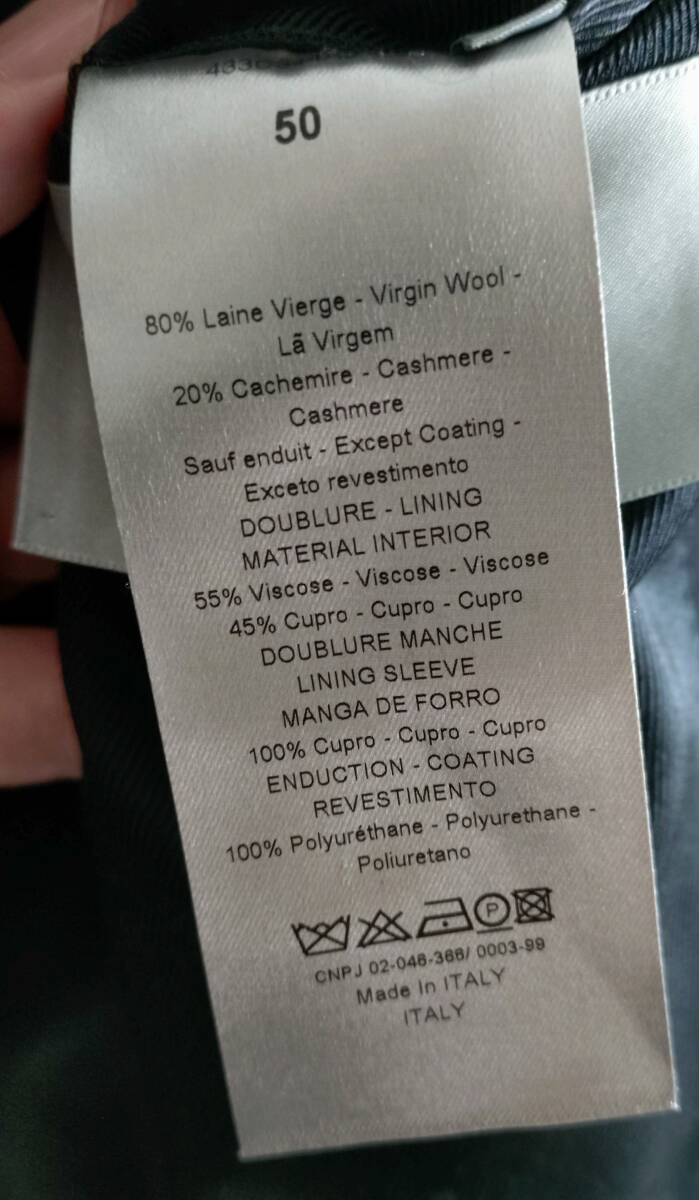 50
80% Laine Vierge - Virgin Wool -
Lã Virgem
20% Cachemire - Cashmere -
Cashmere
Sauf enduit - Except Coating -
Exceto revestimento
DOUBLURE - LINING
MATERIAL INTERIOR
55% Viscose - Viscose - Viscose
45% Cupro - Cupro - Cupro
DOUBLURE MANCHE
LINING SLEEVE
MANGA DE FORRO
100% Cupro - Cupro - Cupro
ENDUCTION - COATING
REVESTIMENTO
100% Polyuréthane - Polyurethane -
Poliuretano
P
CNPJ 02-046-366/ 0003-99
Made In ITALY
ITALY